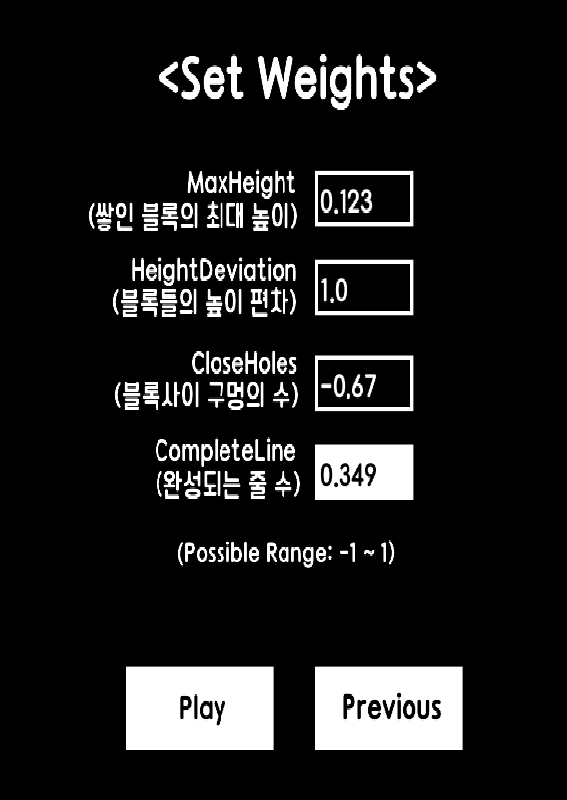 <Set Weights>
MaxHeight
(쌓인 블록의 최대 높이)
0.123
HeightDeviation
(블록들의 높이 편차)
1.0
CloseHoles
(블록사이 구멍의 수)
-0.67
CompleteLine
(완성되는 줄 수)
0.349
(Possible Range: -1 ~ 1)
Play
Previous